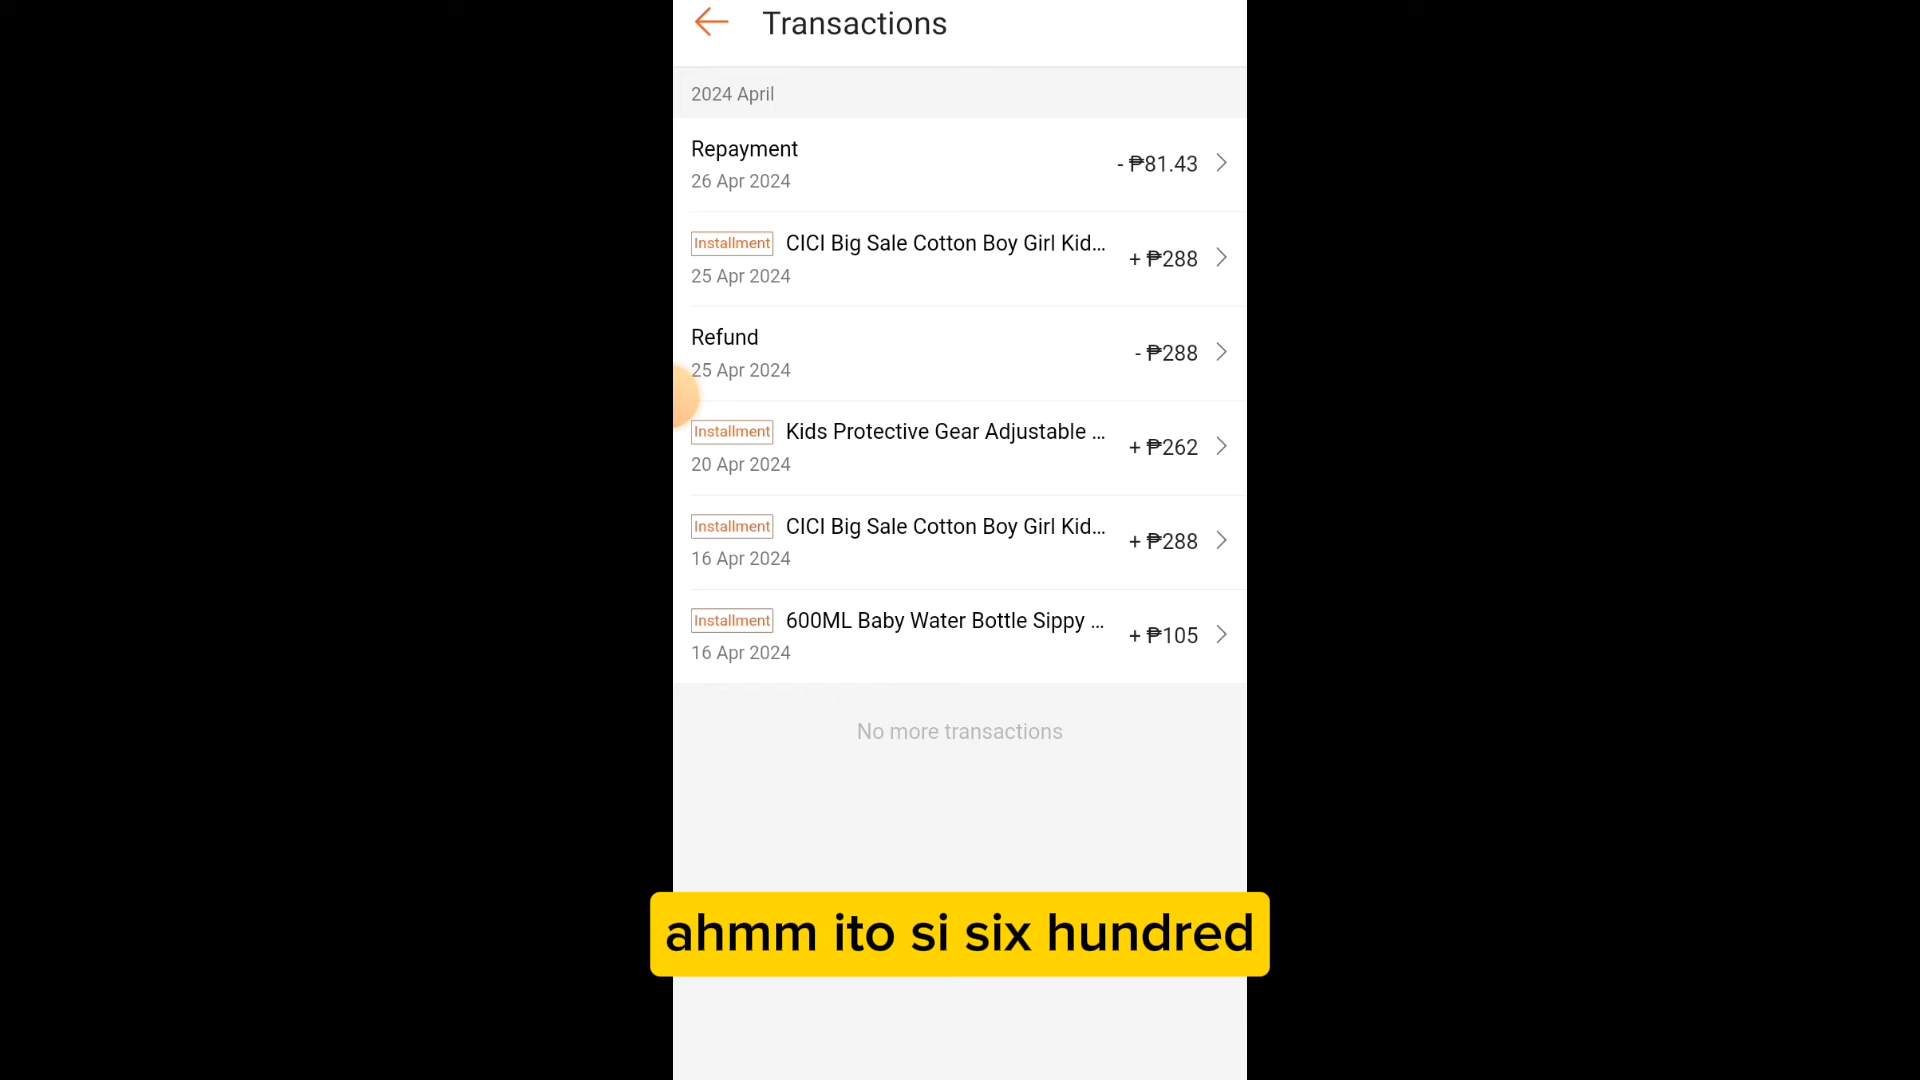 Transactions
2024 April
Repayment
- ₱81.43
26 Apr 2024
Installment CICI Big Sale Cotton Boy Girl Kid...
+ ₱288
25 Apr 2024
Refund
- ₱288
25 Apr 2024
Installment Kids Protective Gear Adjustable ...
+ ₱262
20 Apr 2024
Installment CICI Big Sale Cotton Boy Girl Kid...
+ ₱288
16 Apr 2024
Installment 600ML Baby Water Bottle Sippy ...
+ ₱105
16 Apr 2024
No more transactions
ahmm ito si six hundred